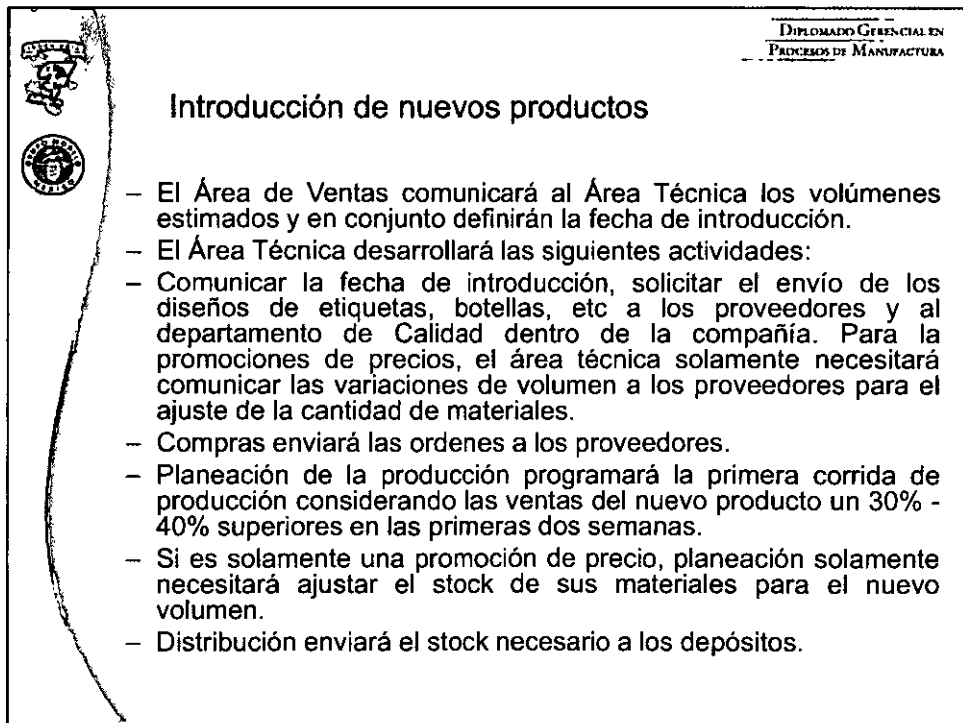 DIPLOMADO GERENCIAL EN
PROCESOS DE MANUFACTURA
Introducción de nuevos productos
– El Área de Ventas comunicará al Área Técnica los volúmenes
estimados y en conjunto definirán la fecha de introducción.
– El Área Técnica desarrollará las siguientes actividades:
– Comunicar la fecha de introducción, solicitar el envío de los
diseños de etiquetas, botellas, etc a los proveedores y al
departamento de Calidad dentro de la compañía. Para la
promociones de precios, el área técnica solamente necesitará
comunicar las variaciones de volumen a los proveedores para el
ajuste de la cantidad de materiales.
– Compras enviará las ordenes a los proveedores.
– Planeación de la producción programará la primera corrida de
producción considerando las ventas del nuevo producto un 30% -
40% superiores en las primeras dos semanas.
– Si es solamente una promoción de precio, planeación solamente
necesitará ajustar el stock de sus materiales para el nuevo
volumen.
– Distribución enviará el stock necesario a los depósitos.